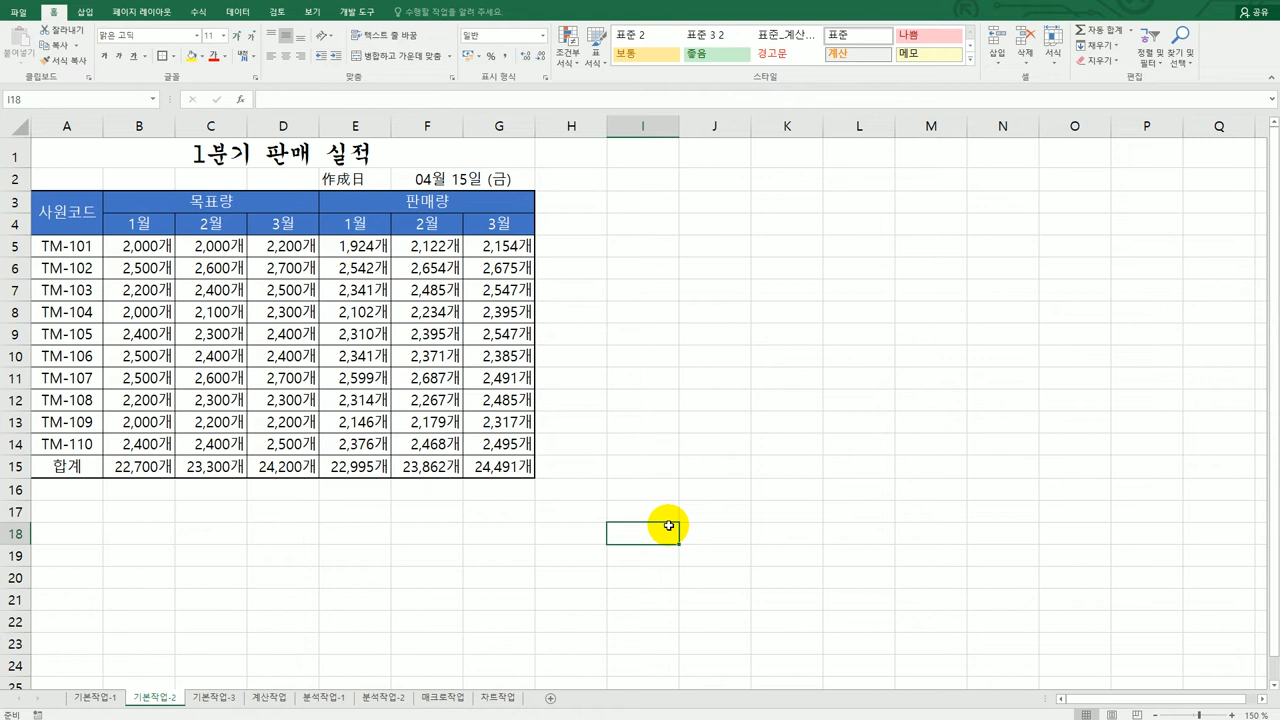 파일 홈 삽입 페이지 레이아웃 수식 데이터 검토 보기 개발 도구 수행할 작업을 알려 주세요. 공유
붙여넣기 잘라내기 복사 서식 복사 클립보드
맑은 고딕 11 가 가 가 가 가 가 글꼴
텍스트 줄 바꿈 병합하고 가운데 맞춤 맞춤
일반 % , 표시 형식
조건부 서식 표 서식 표준 2 표준 3 2 표준_계산... 표준 나쁨
보통 좋음 경고문 계산 메모
스타일
삽입 삭제 서식 셀
자동 합계 채우기 지우기 정렬 및 필터 찾기 및 선택 편집
I18 fx
A B C D E F G H I J K L M N O P Q
1 1분기 판매 실적
2 作成日 04월 15일 (금)
3 사원코드 목표량 판매량
4 1월 2월 3월 1월 2월 3월
5 TM-101 2,000개 2,000개 2,200개 1,924개 2,122개 2,154개
6 TM-102 2,500개 2,600개 2,700개 2,542개 2,654개 2,675개
7 TM-103 2,200개 2,400개 2,500개 2,341개 2,485개 2,547개
8 TM-104 2,000개 2,100개 2,300개 2,102개 2,234개 2,395개
9 TM-105 2,400개 2,300개 2,400개 2,310개 2,395개 2,547개
10 TM-106 2,500개 2,400개 2,400개 2,341개 2,371개 2,385개
11 TM-107 2,500개 2,600개 2,700개 2,599개 2,687개 2,491개
12 TM-108 2,200개 2,300개 2,300개 2,314개 2,267개 2,485개
13 TM-109 2,000개 2,200개 2,200개 2,146개 2,179개 2,317개
14 TM-110 2,400개 2,400개 2,500개 2,376개 2,468개 2,495개
15 합계 22,700개 23,300개 24,200개 22,995개 23,862개 24,491개
16
17
18
19
20
21
22
23
24
25
기본작업-1 기본작업-2 기본작업-3 계산작업 분석작업-1 분석작업-2 매크로작업 차트작업
준비 150 %